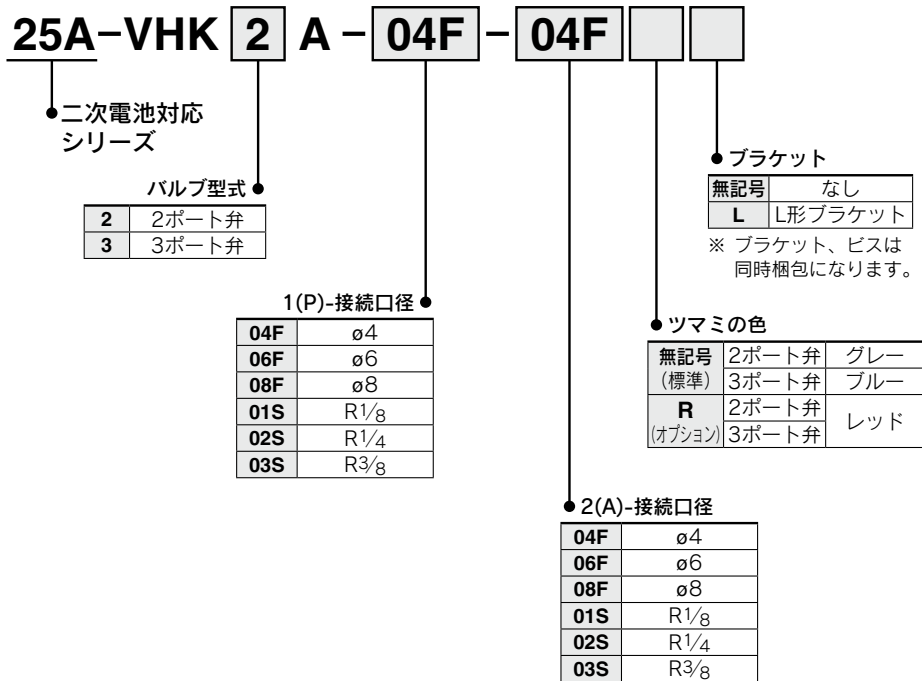 25A-VHK 2 A - 04F - 04F
二次電池対応
シリーズ
バルブ型式
2 2ポート弁
3 3ポート弁
1(P)-接続口径
04F ø4
06F ø6
08F ø8
01S R1/8
02S R1/4
03S R3/8
ブラケット
無記号 なし
L L形ブラケット
※ ブラケット、ビスは
同時梱包になります。
ツマミの色
無記号 2ポート弁 グレー
(標準) 3ポート弁 ブルー
R 2ポート弁 レッド
(オプション) 3ポート弁
2(A)-接続口径
04F ø4
06F ø6
08F ø8
01S R1/8
02S R1/4
03S R3/8